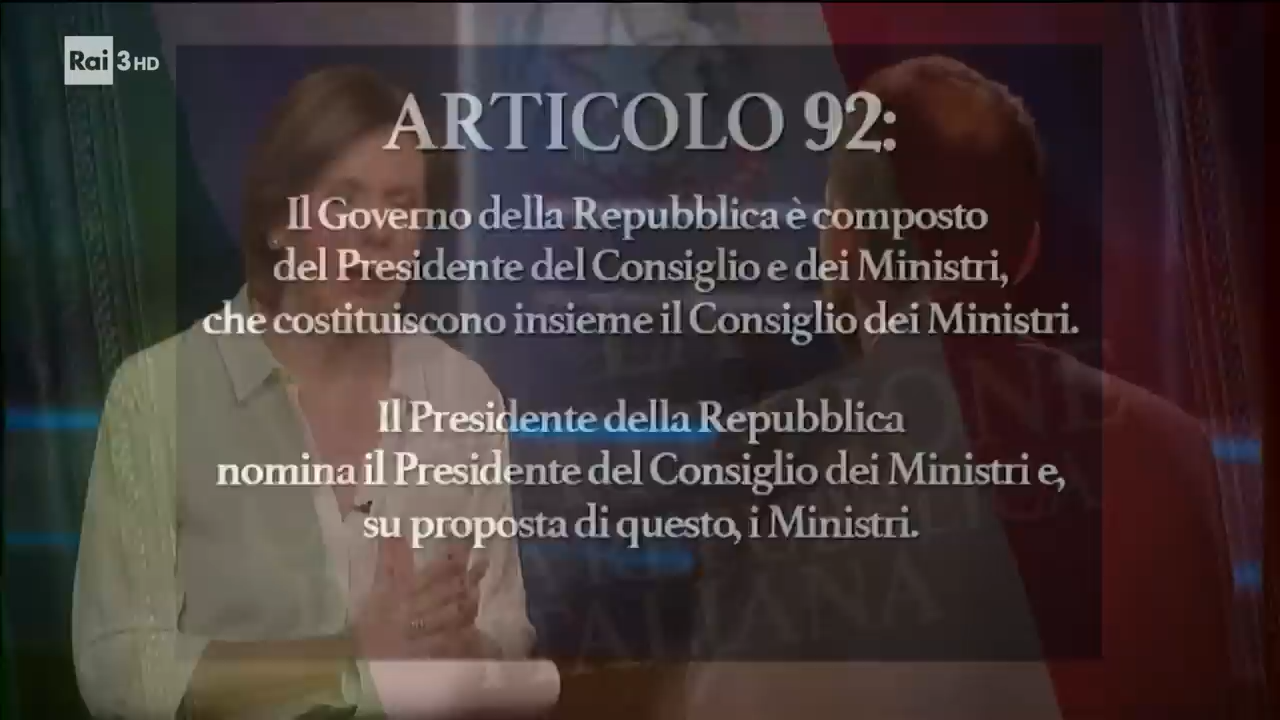 Rai 3HD
ARTICOLO 92:
Il Governo della Repubblica è composto
del Presidente del Consiglio e dei Ministri,
che costituiscono insieme il Consiglio dei Ministri.
Il Presidente della Repubblica
nomina il Presidente del Consiglio dei Ministri e,
su proposta di questo, i Ministri.